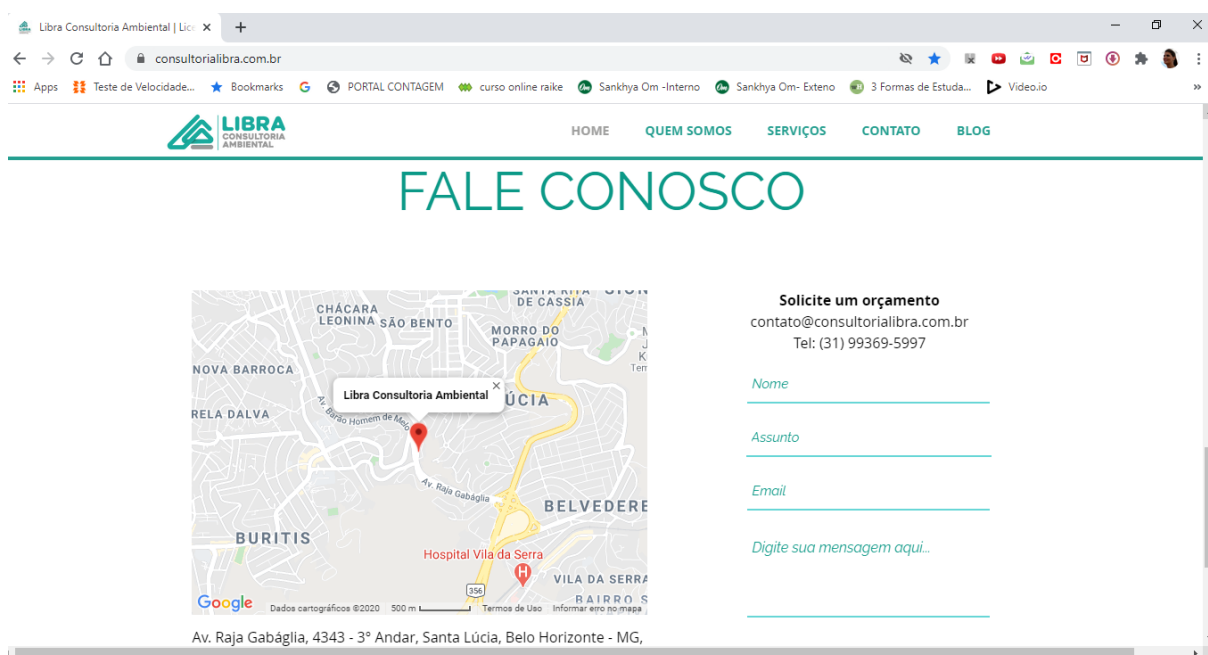 Libra Consultoria Ambiental | Lice
consultorialibra.com.br
Apps Teste de Velocidade... Bookmarks PORTAL CONTAGEM curso online raike Sankhya Om -Interno Sankhya Om- Exteno 3 Formas de Estuda... Video.io »
LIBRA
CONSULTORIA
AMBIENTAL
HOME QUEM SOMOS SERVIÇOS CONTATO BLOG
FALE CONOSCO
SANTA RITA
DE CASSIA
CHÁCARA
LEONINA
SÃO BENTO
MORRO DO
PAPAGAIO
NOVA BARROCA
Libra Consultoria Ambiental
ÚCIA
RELA DALVA
Av. Barão Homem de Melo
Av. Raja Gabáglia
BELVEDERE
BURITIS
Hospital Vila da Serra
H
VILA DA SERRA
356
BAIRRO S
Google Dados cartográficos ©2020 500 m Termos de Uso Informar erro no mapa
Av. Raja Gabáglia, 4343 - 3° Andar, Santa Lúcia, Belo Horizonte - MG,
Solicite um orçamento
contato@consultorialibra.com.br
Tel: (31) 99369-5997
Nome
Assunto
Email
Digite sua mensagem aqui...